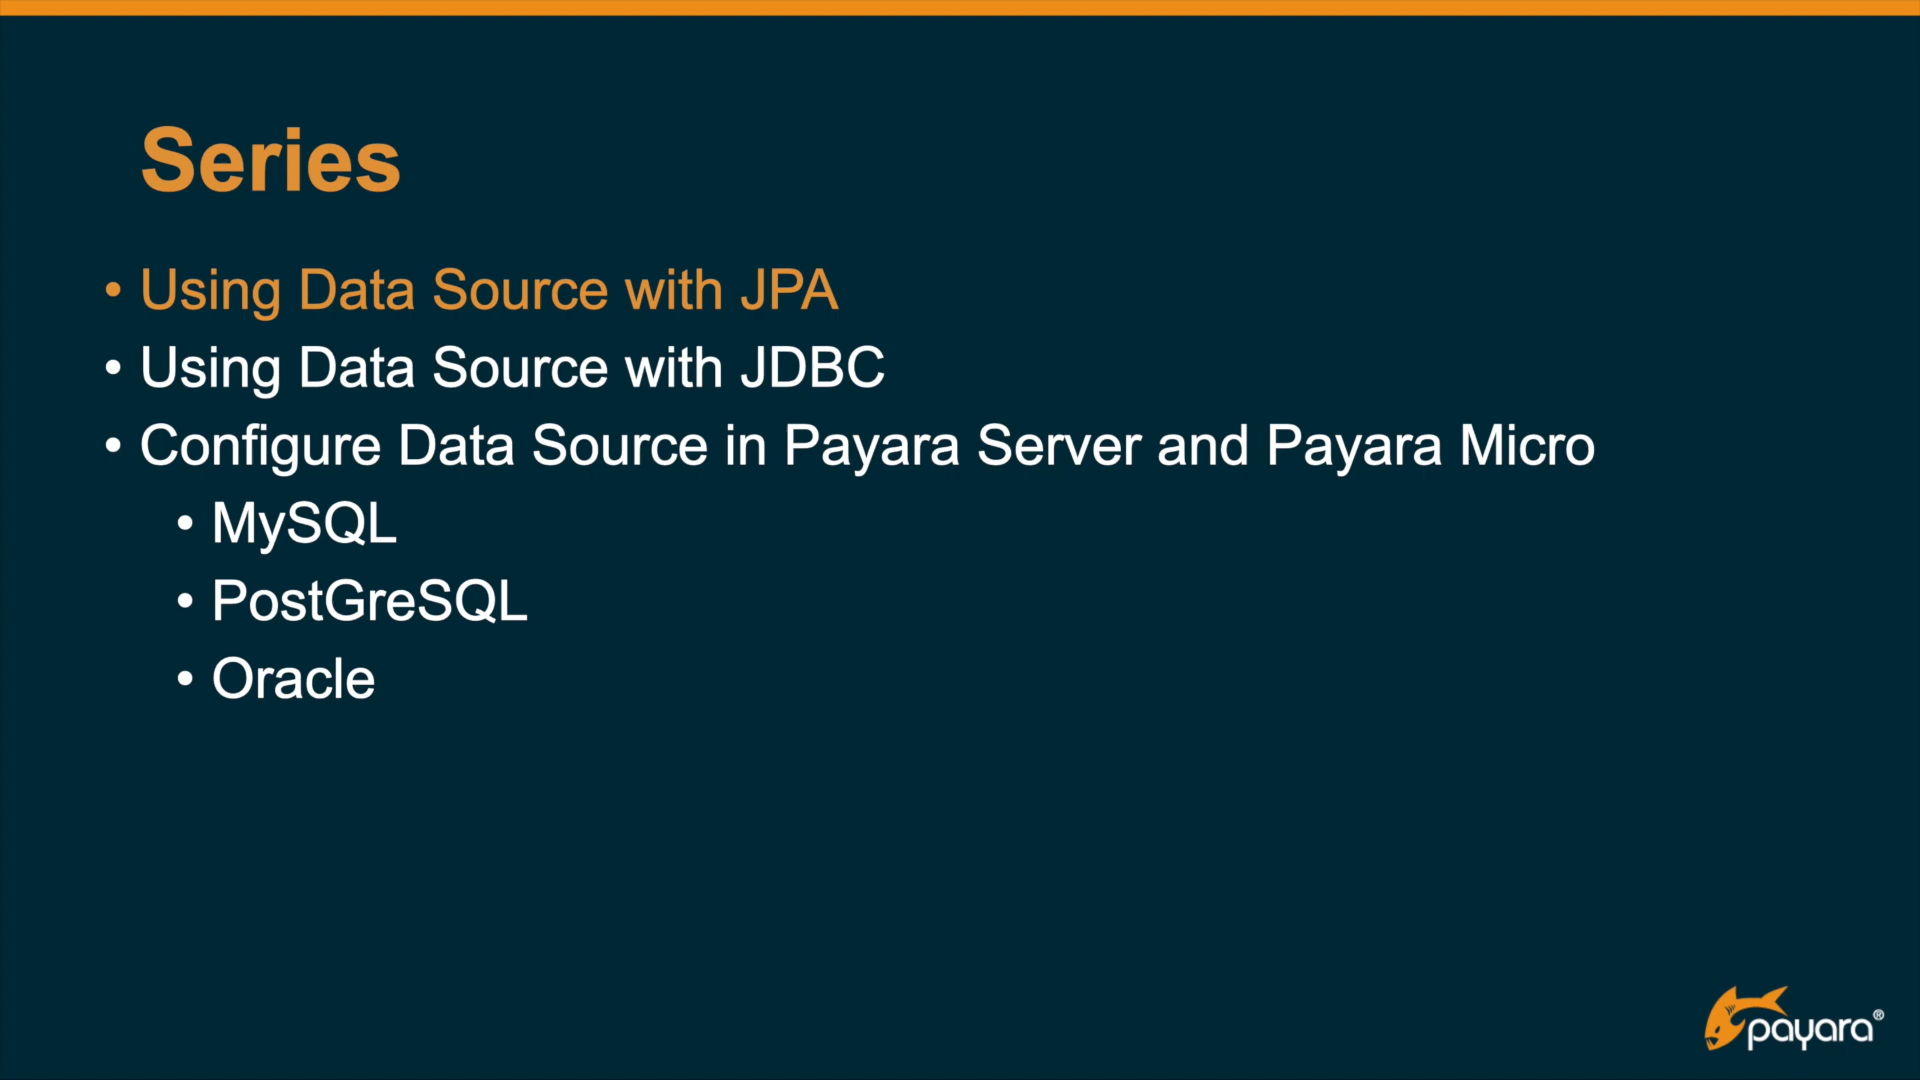 Series
• Using Data Source with JPA
• Using Data Source with JDBC
• Configure Data Source in Payara Server and Payara Micro
• MySQL
• PostGreSQL
• Oracle
payara®